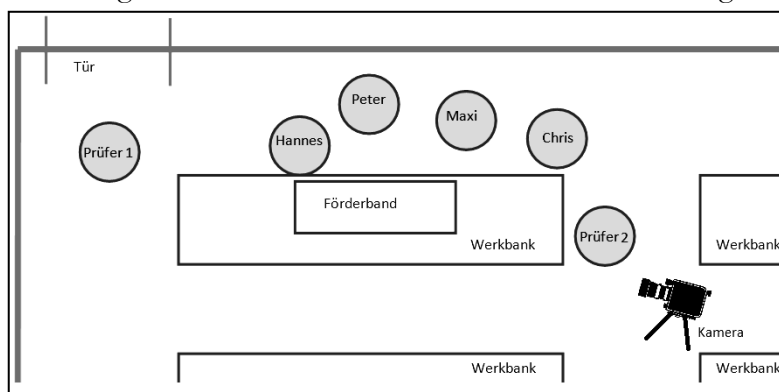 Tür
Peter
Maxi
Chris
Hannes
Prüfer 1
Förderband
Prüfer 2
Werkbank
Werkbank
Kamera
Werkbank
Werkbank